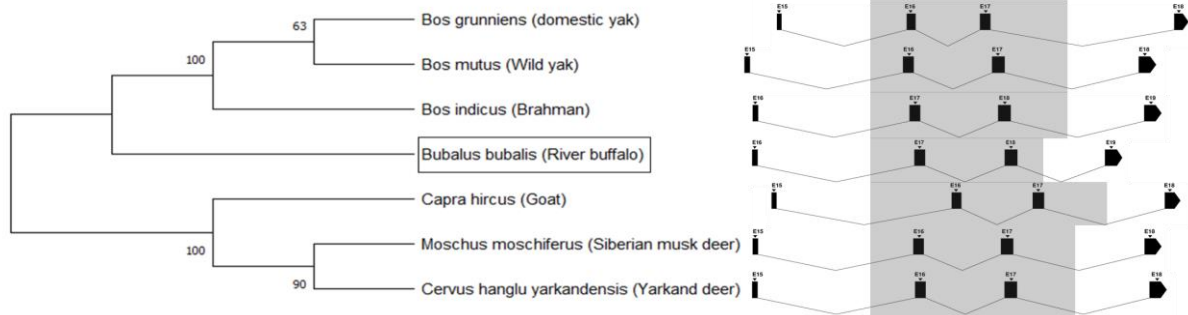 Bos grunniens (domestic yak) E15 E16 E17 E18
63
Bos mutus (Wild yak) E15 E16 E17 E18
100
Bos indicus (Brahman) E16 E17 E18 E19
Bubalus bubalis (River buffalo) E16 E17 E18 E19
Capra hircus (Goat) E15 E16 E17 E18
100
Moschus moschiferus (Siberian musk deer) E15 E16 E17 E18
90
Cervus hanglu yarkandensis (Yarkand deer) E15 E16 E17 E18